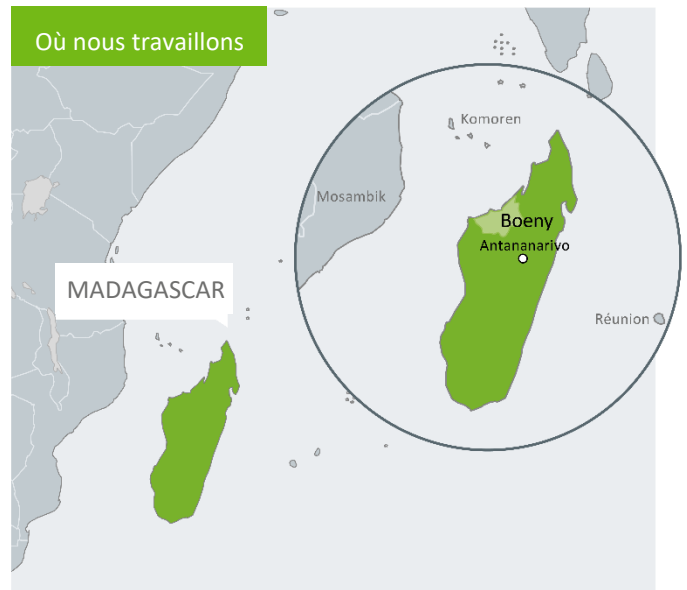 Où nous travaillons
Komoren
Mosambik
Boeny
Antananarivo
MADAGASCAR
Réunion